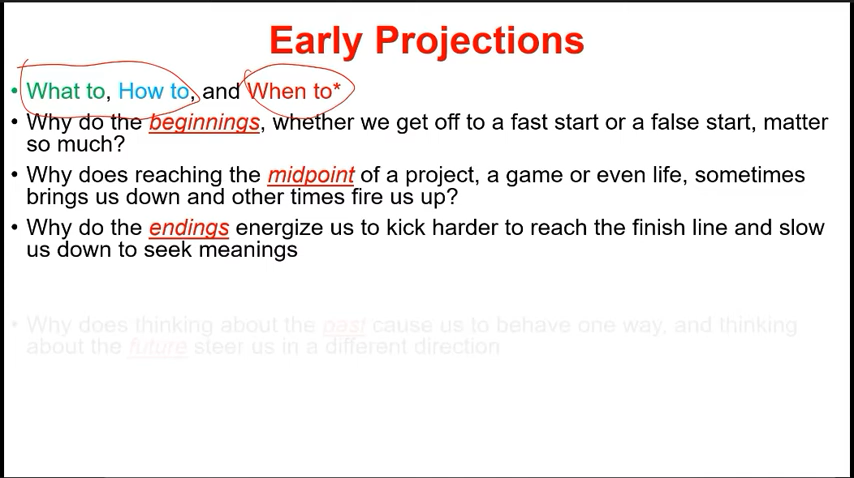 Early Projections
• What to, How to, and When to*
• Why do the beginnings, whether we get off to a fast start or a false start, matter
so much?
• Why does reaching the midpoint of a project, a game or even life, sometimes
brings us down and other times fire us up?
• Why do the endings energize us to kick harder to reach the finish line and slow
us down to seek meanings
• Why does thinking about the past cause us to behave one way, and thinking
about the future steer us in a different direction